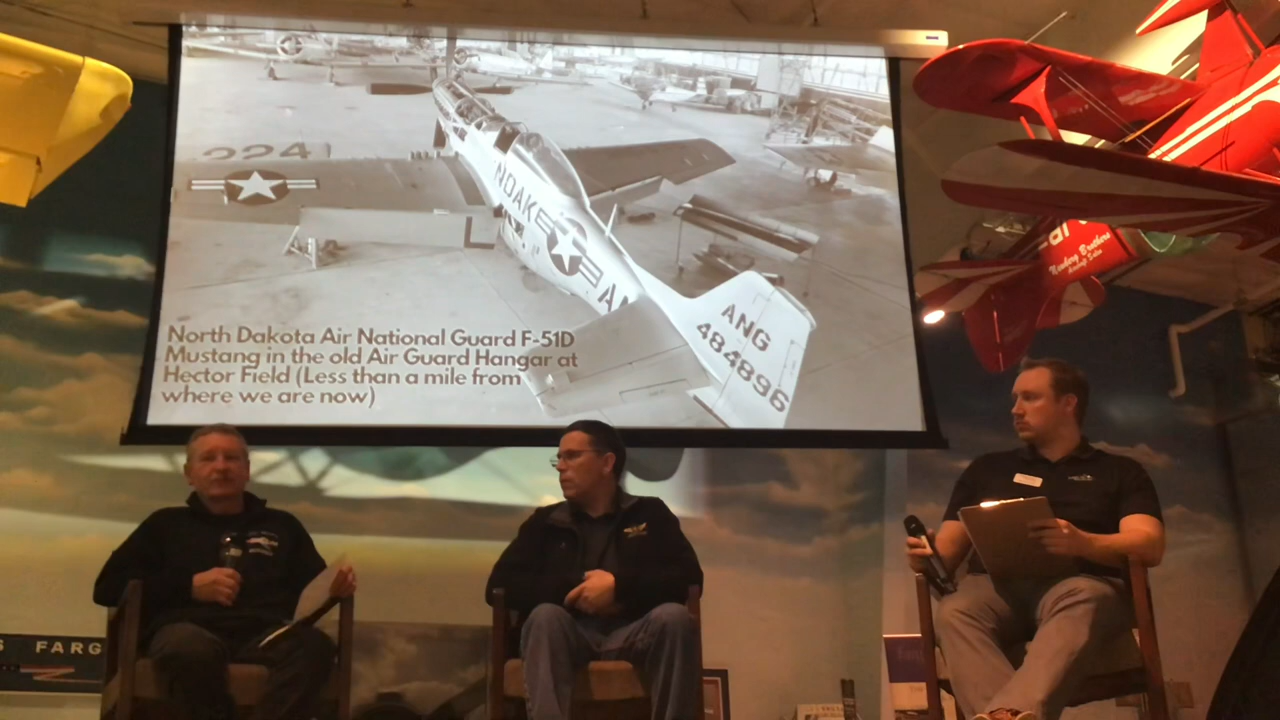 224
NDAK
L
A
ANG
484896
North Dakota Air National Guard F-51D
Mustang in the old Air Guard Hangar at
Hector Field (Less than a mile from
where we are now)
Newberg Brothers
S FARG